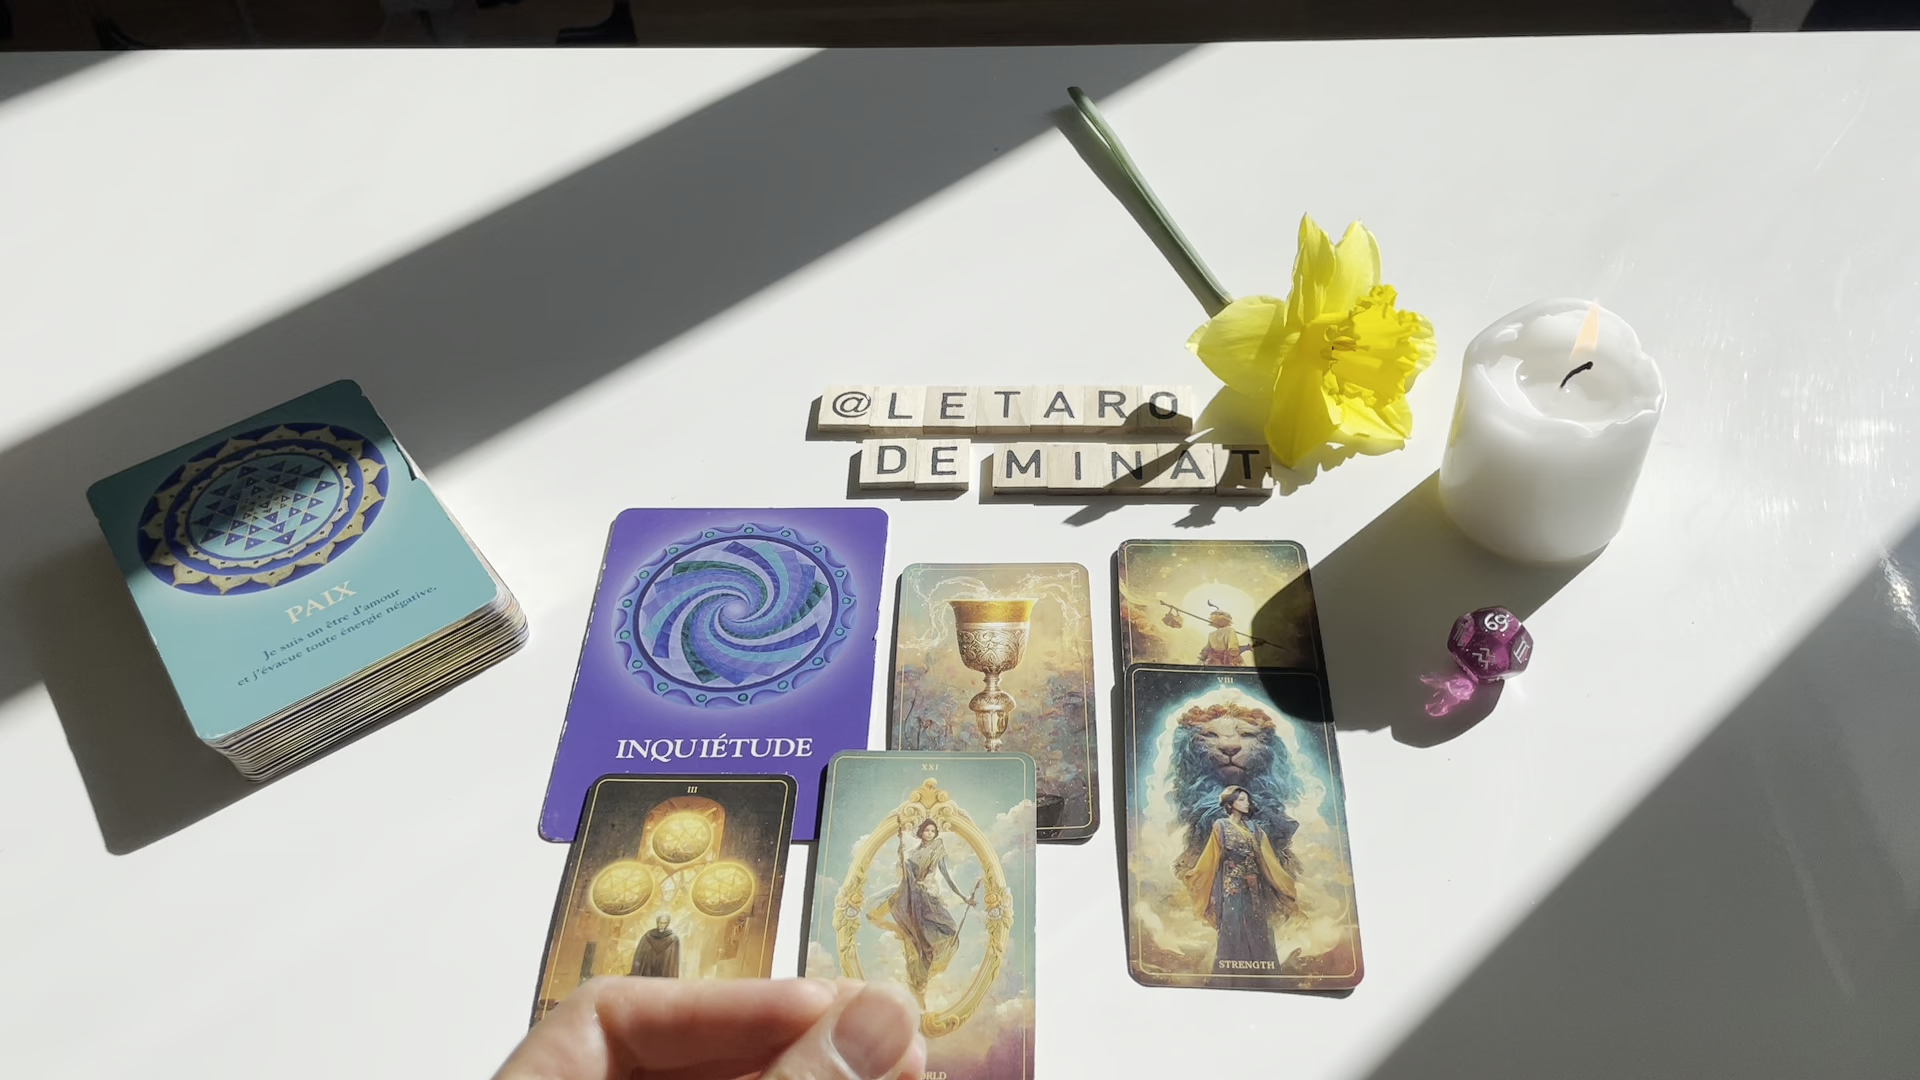 @LETARO
DE MINAT
PAIX
Je suis un être d'amour
et j'évacue toute énergie négative.
INQUIÉTUDE
III
XXI
VIII
STRENGTH
69